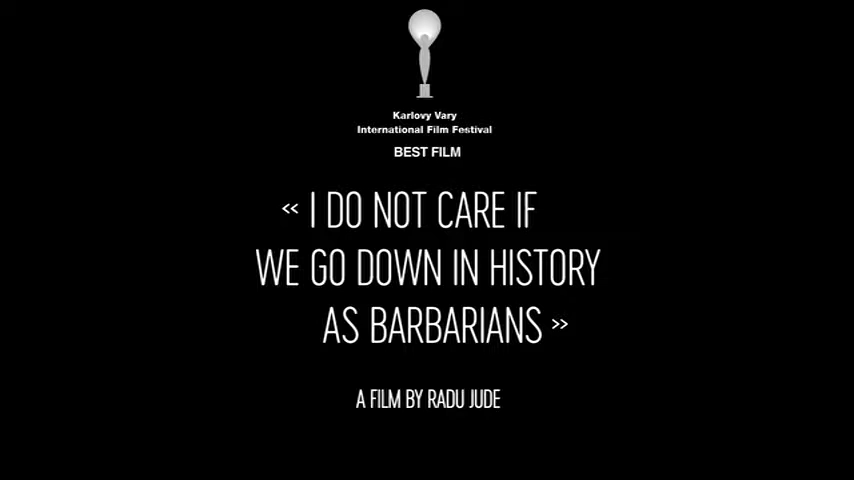 Karlovy Vary
International Film Festival
BEST FILM
« I DO NOT CARE IF
WE GO DOWN IN HISTORY
AS BARBARIANS »
A FILM BY RADU JUDE